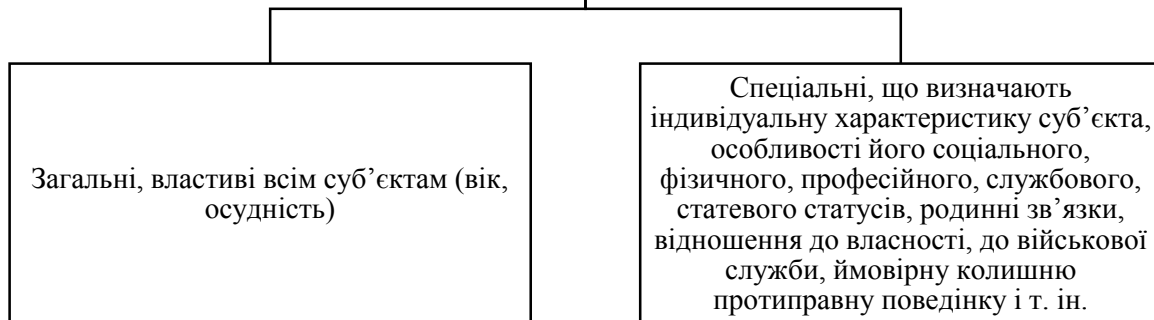 Загальні, властиві всім суб’єктам (вік,
осудність)
Спеціальні, що визначають
індивідуальну характеристику суб’єкта,
особливості його соціального,
фізичного, професійного, службового,
статевого статусів, родинні зв’язки,
відношення до власності, до військової
служби, ймовірну колишню
протиправну поведінку і т. ін.